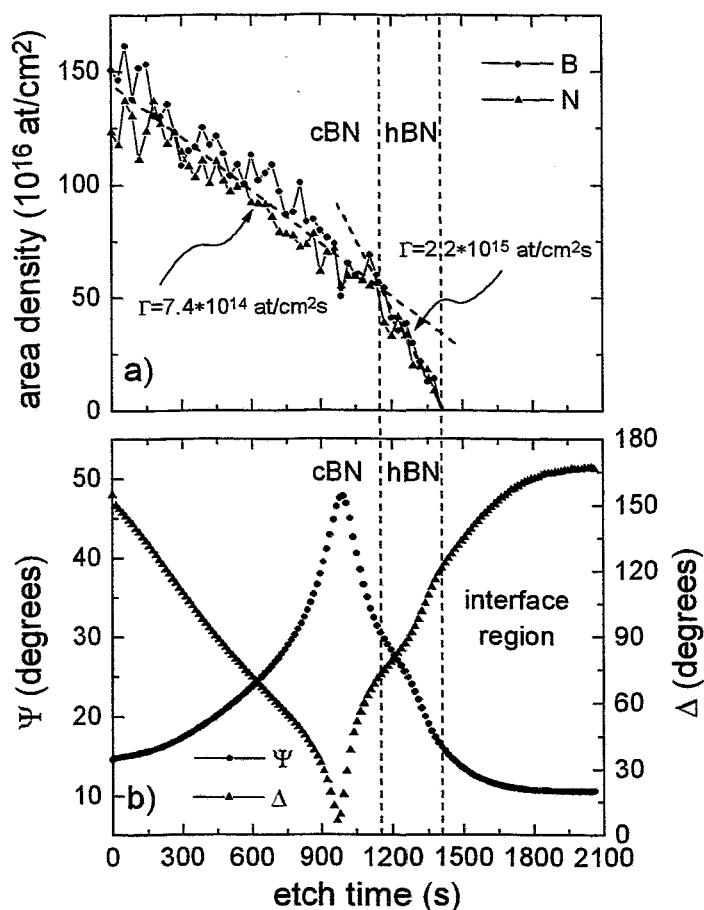 a)
B
N
cBN
hBN
area density (10¹⁶ at/cm²)
150
100
50
0
Γ=7.4*10¹⁴ at/cm²s
Γ=2.2*10¹⁵ at/cm²s
b)
cBN
hBN
interface
region
Ψ
Δ
Ψ (degrees)
50
40
30
20
10
Δ (degrees)
180
150
120
90
60
30
0
0
300
600
900
1200
1500
1800
2100
etch time (s)